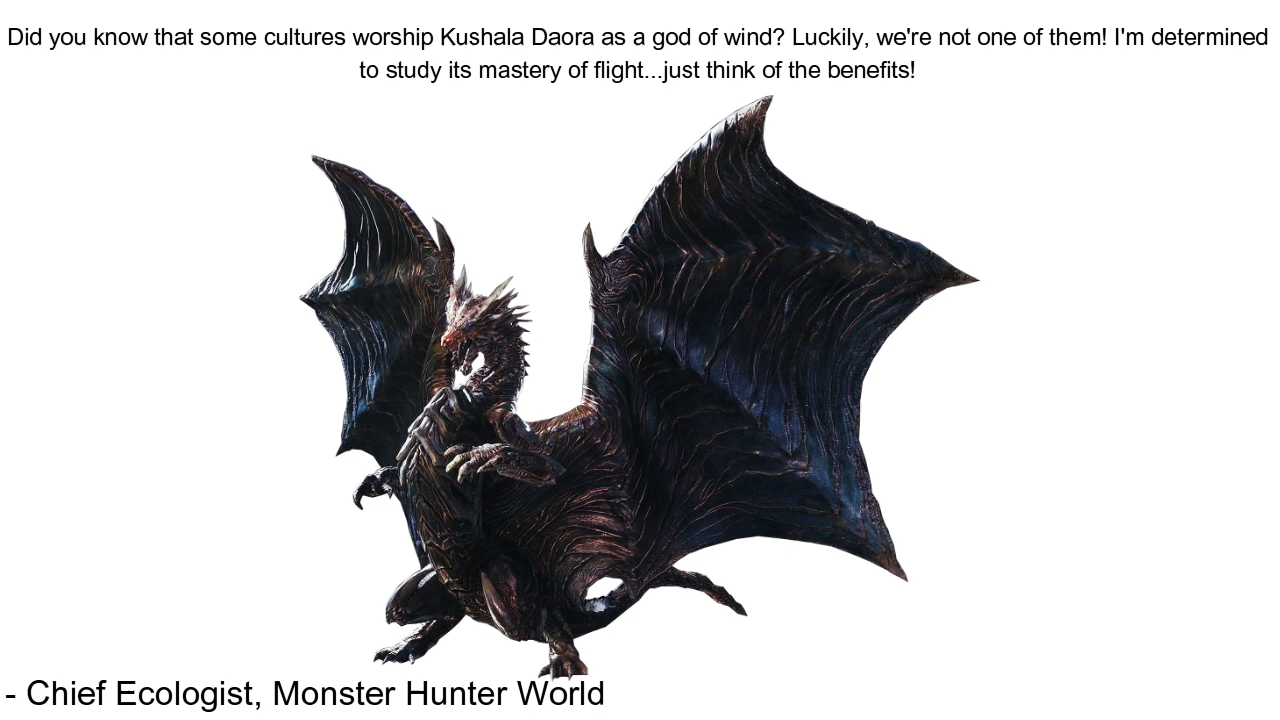 Did you know that some cultures worship Kushala Daora as a god of wind? Luckily, we're not one of them! I'm determined
to study its mastery of flight...just think of the benefits!
- Chief Ecologist, Monster Hunter World